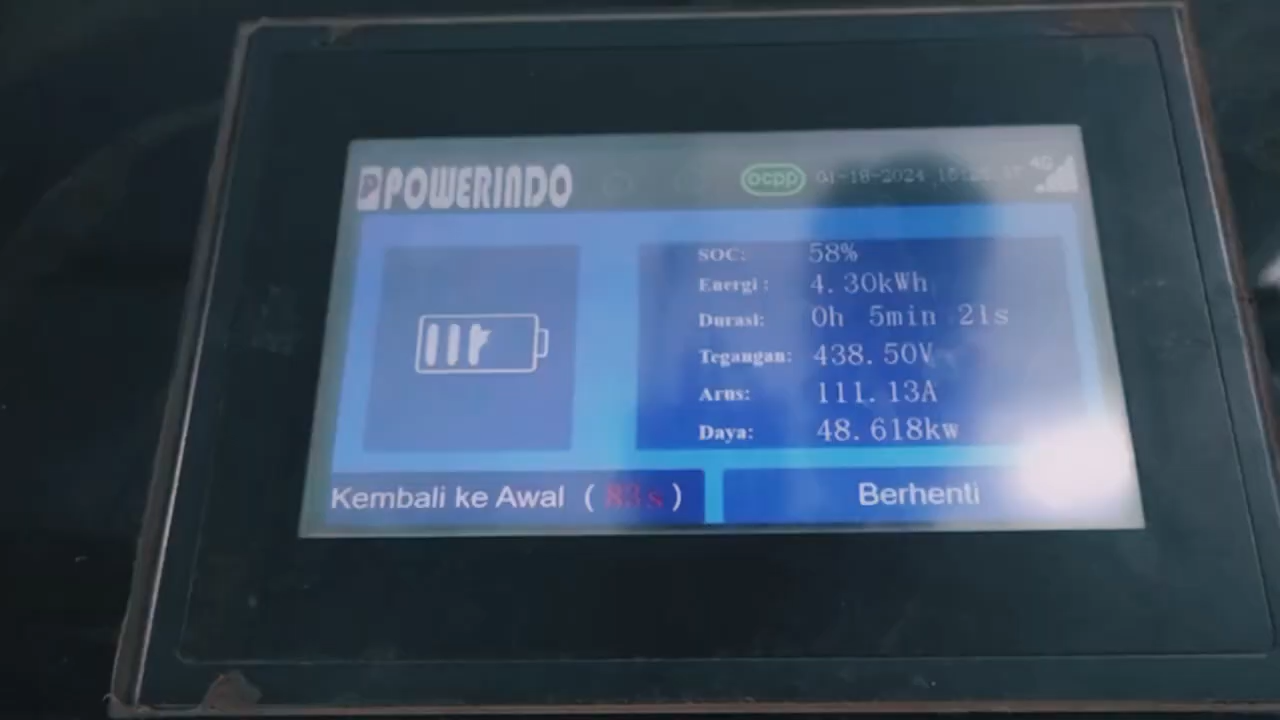 POWERINDO
ocpp
4G
SOC: 58%
Energi : 4.30kWh
Durasi: 0h 5min 21s
Tegangan: 438.50V
Arus: 111.13A
Daya: 48.618kw
Kembali ke Awal ( 83 s )
Berhenti